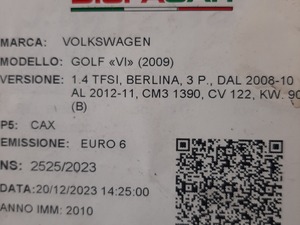 MARCA: VOLKSWAGEN
MODELLO: GOLF «VI» (2009)
VERSIONE: 1.4 TFSI, BERLINA, 3 P., DAL 2008-10
AL 2012-11, CM3 1390, CV 122, KW. 90
(B)
P5: CAX
EMISSIONE: EURO 6
NS: 2525/2023
DATA:20/12/2023 14:25:00
ANNO IMM: 2010